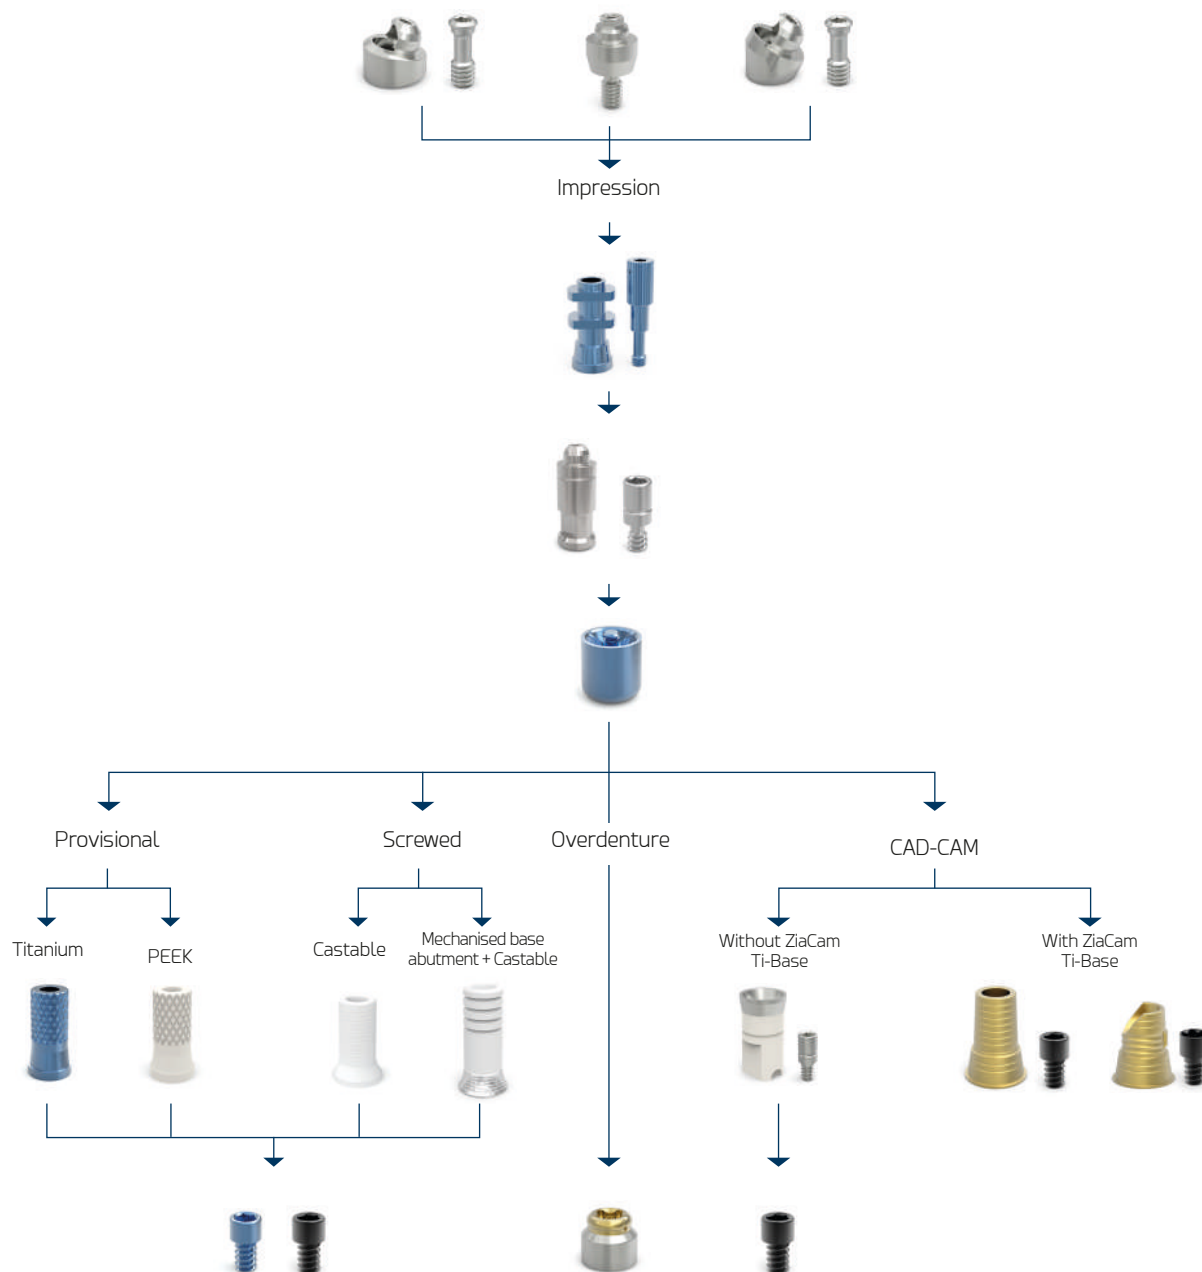 Impression
Provisional
Screwed
Overdenture
CAD-CAM
Titanium
PEEK
Castable
Mechanised base
abutment + Castable
Without ZiaCam
Ti-Base
With ZiaCam
Ti-Base